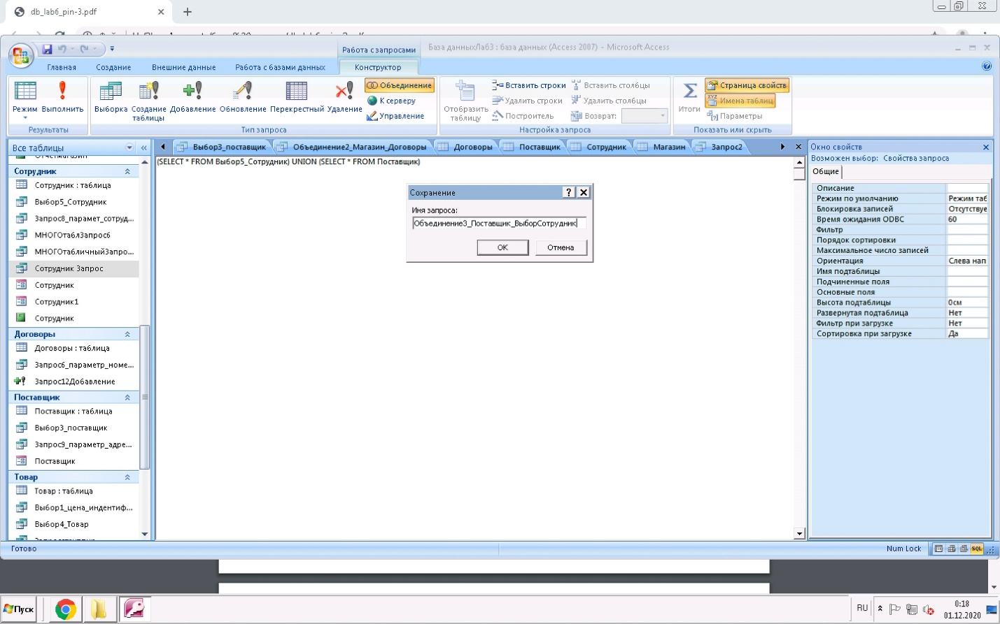 db_lab6_pin-3.pdf
Работа с запросами
База данныхЛаб3 : база данных (Access 2007) - Microsoft Access
Главная
Создание
Внешние данные
Работа с базами данных
Конструктор
Режим
Выполнить
Выборка
Создание таблицы
Добавление
Обновление
Перекрестный
Удаление
Объединение
К серверу
Управление
Отобразить таблицу
Вставить строки
Удалить строки
Построитель
Вставить столбцы
Удалить столбцы
Возврат:
Итоги
Страница свойств
Имена таблиц
Параметры
Результаты
Тип запроса
Настройка запроса
Показать или скрыть
Все таблицы
Выбор3_поставщик
Объединение2_Магазин_Договоры
Договоры
Поставщик
Сотрудник
Магазин
Запрос2
Сотрудник
Сотрудник : таблица
Выбор5_Сотрудник
Запрос8_парамет_сотруд...
МНОГОтаблЗапрос6
МНОГОтабличныйЗапро...
Сотрудник Запрос
Сотрудник
Сотрудник1
Сотрудник
Договоры
Договоры : таблица
Запрос6_параметр_номе...
Запрос12Добавление
Поставщик
Поставщик : таблица
Выбор3_поставщик
Запрос9_параметр_адре...
Поставщик
Товар
Товар : таблица
Выбор1_цена_индентиф...
Выбор4_Товар
(SELECT * FROM Выбор5_Сотрудник) UNION (SELECT * FROM Поставщик)
Сохранение
Имя запроса:
Объединение3_Поставщик_ВыборСотрудник
OK
Отмена
Окно свойств
Возможен выбор: Свойства запроса
Общие
Описание
Режим по умолчанию Режим таб
Блокировка записей Отсутствуе
Время ожидания ODBC 60
Фильтр
Порядок сортировки
Максимальное число записей
Ориентация Слева нап
Имя подтаблицы
Подчиненные поля
Основные поля
Высота подтаблицы 0см
Развернутая подтаблица Нет
Фильтр при загрузке Нет
Сортировка при загрузке Да
Готово
Num Lock
SQL
Пуск
RU
0:18
01.12.2020